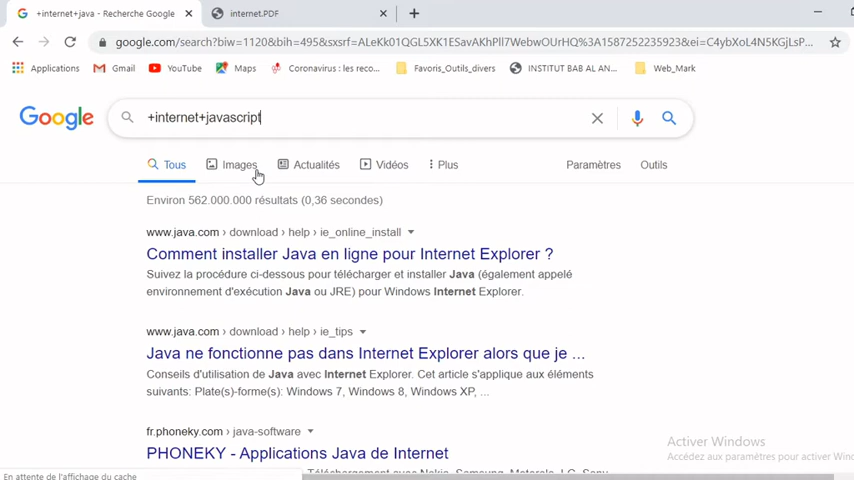 +internet+java - Recherche Google
internet.PDF
google.com/search?biw=1120&bih=495&sxsrf=ALeKk01QGL5XK1ESavAKhPll7WebwOUrHQ%3A1587252235923&ei=C4ybXoL4N5KGjLsP...
Applications Gmail YouTube Maps Coronavirus : les reco... Favoris_Outils_divers INSTITUT BAB AL AN... Web_Mark
Google +internet+javascript
Tous Images Actualités Vidéos Plus Paramètres Outils
Environ 562.000.000 résultats (0,36 secondes)
www.java.com › download › help › ie_online_install
Comment installer Java en ligne pour Internet Explorer ?
Suivez la procédure ci-dessous pour télécharger et installer Java (également appelé
environnement d'exécution Java ou JRE) pour Windows Internet Explorer.
www.java.com › download › help › ie_tips
Java ne fonctionne pas dans Internet Explorer alors que je ...
Conseils d'utilisation de Java avec Internet Explorer. Cet article s'applique aux éléments
suivants: Plate(s)-forme(s): Windows 7, Windows 8, Windows XP, ...
fr.phoneky.com › java-software
PHONEKY - Applications Java de Internet
Activer Windows
Accédez aux paramètres pour activer Win
En attente de l'affichage du cache